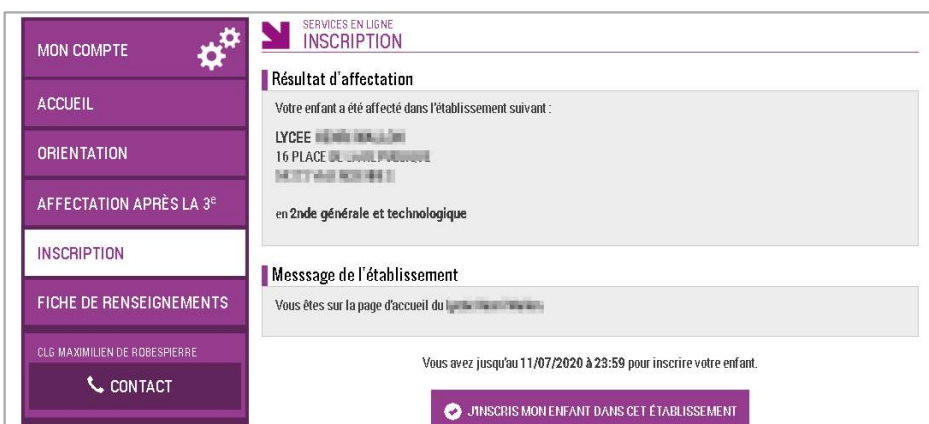 MON COMPTE
ACCUEIL
ORIENTATION
AFFECTATION APRÈS LA 3e
INSCRIPTION
FICHE DE RENSEIGNEMENTS
CLG MAXIMILIEN DE ROBESPIERRE
CONTACT
SERVICES EN LIGNE
INSCRIPTION
Résultat d'affectation
Votre enfant a été affecté dans l'établissement suivant :
LYCEE
16 PLACE
en 2nde générale et technologique
Messsage de l'établissement
Vous êtes sur la page d'accueil du
Vous avez jusqu'au 11/07/2020 à 23:59 pour inscrire votre enfant.
J'INSCRIS MON ENFANT DANS CET ÉTABLISSEMENT